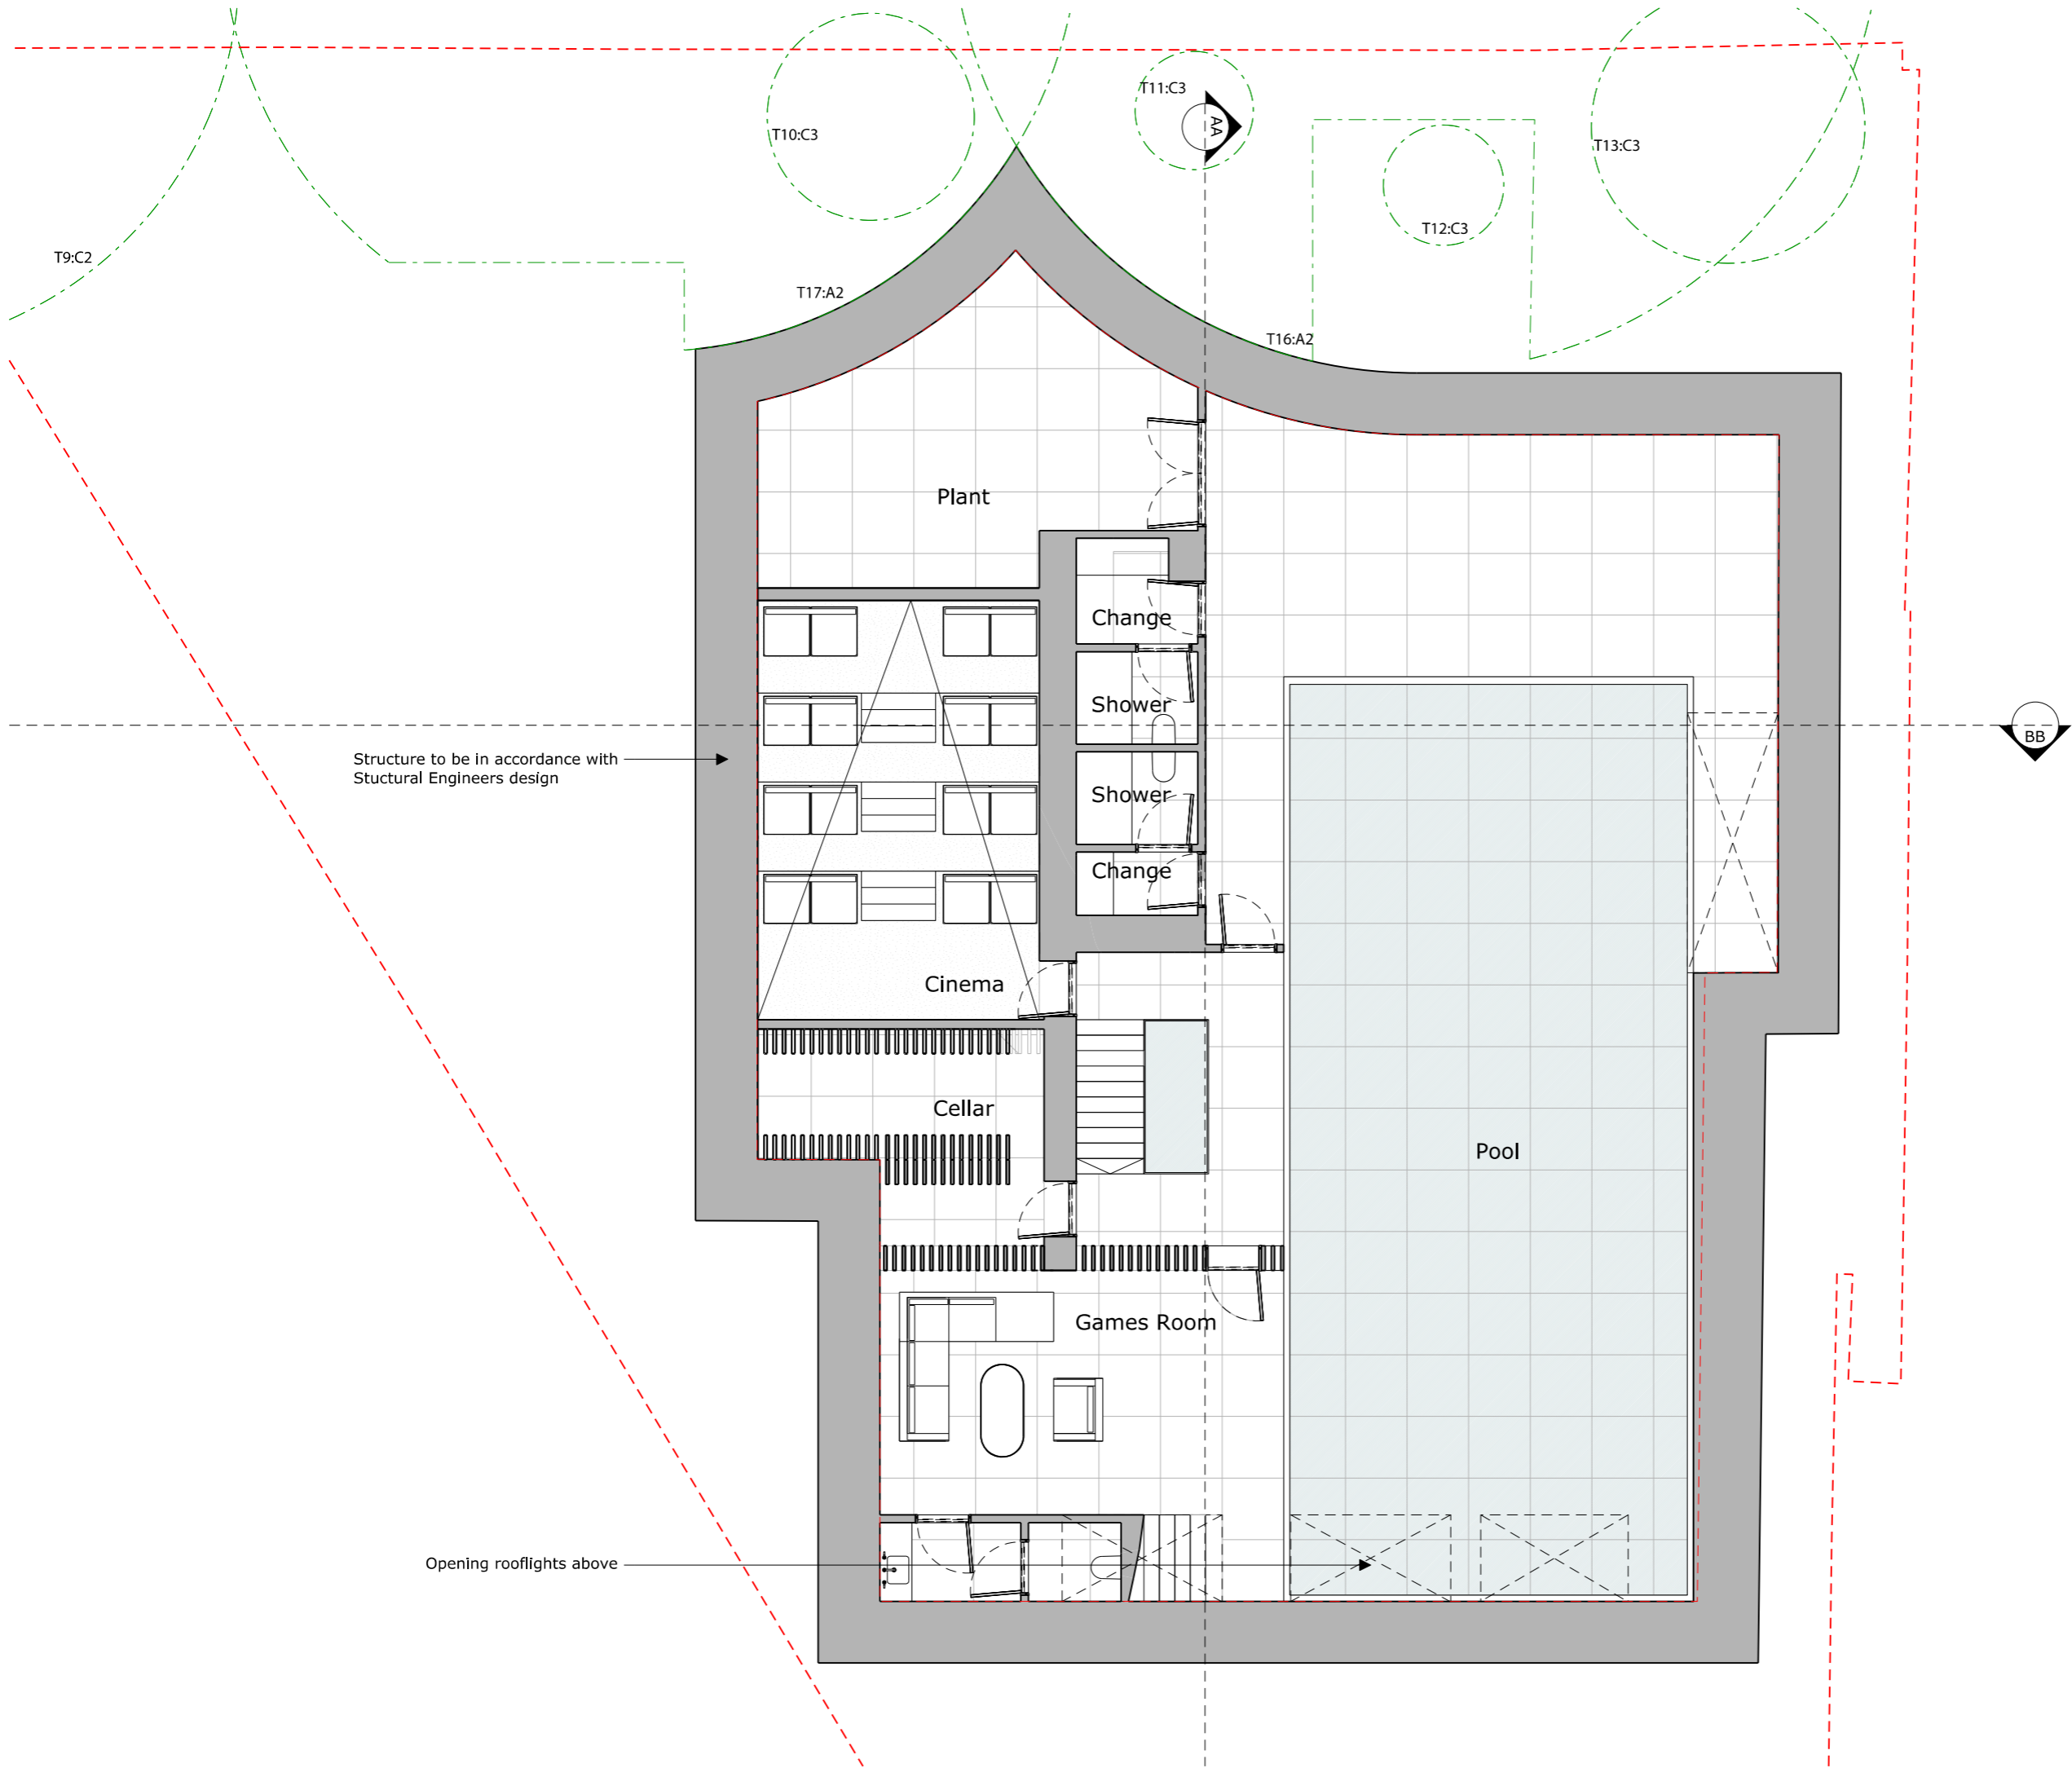 T11:C3
AA
T10:C3
T13:C3
T12:C3
T9:C2
T17:A2
T16:A2
Plant
Change
Shower
BB
Structure to be in accordance with
Stuctural Engineers design
Shower
Change
Cinema
Cellar
Pool
Games Room
Opening rooflights above